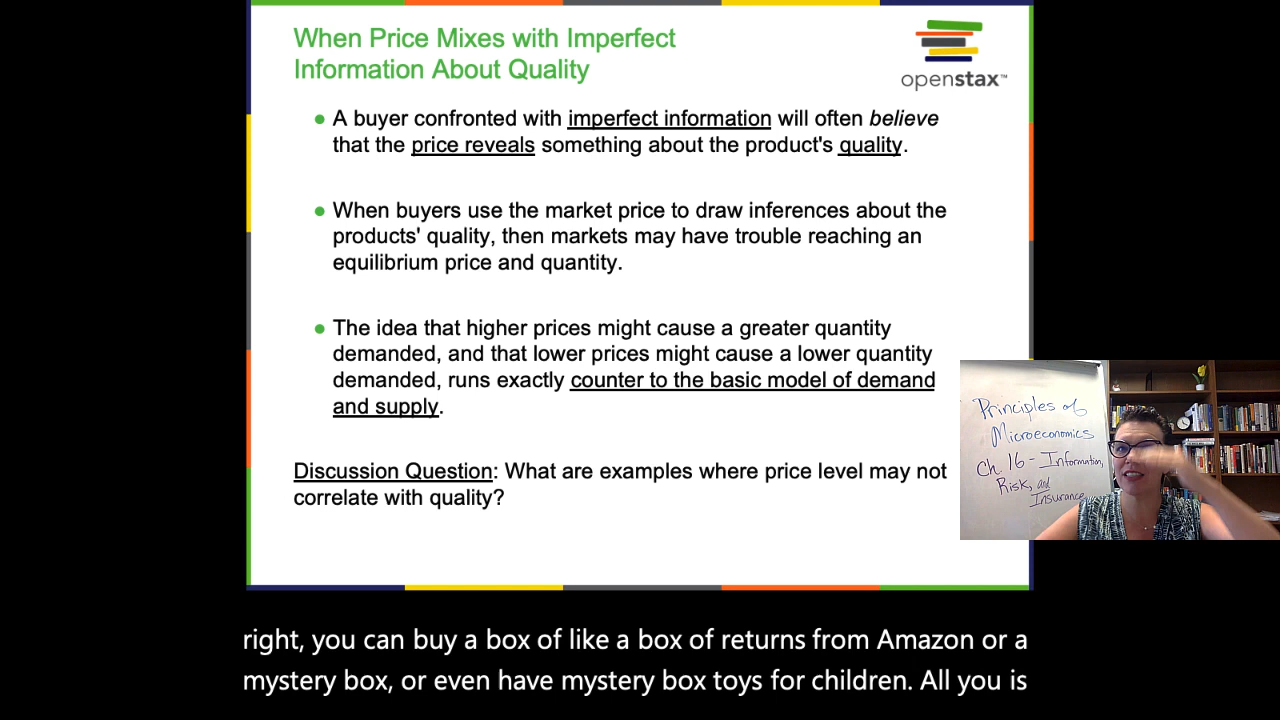 When Price Mixes with Imperfect
Information About Quality
openstax™
● A buyer confronted with imperfect information will often believe
that the price reveals something about the product's quality.
● When buyers use the market price to draw inferences about the
products' quality, then markets may have trouble reaching an
equilibrium price and quantity.
● The idea that higher prices might cause a greater quantity
demanded, and that lower prices might cause a lower quantity
demanded, runs exactly counter to the basic model of demand
and supply.
Discussion Question: What are examples where price level may not
correlate with quality?
Principles of
Microeconomics
Ch. 16 - Information,
Risk, and
Insurance
right, you can buy a box of like a box of returns from Amazon or a
mystery box, or even have mystery box toys for children. All you is